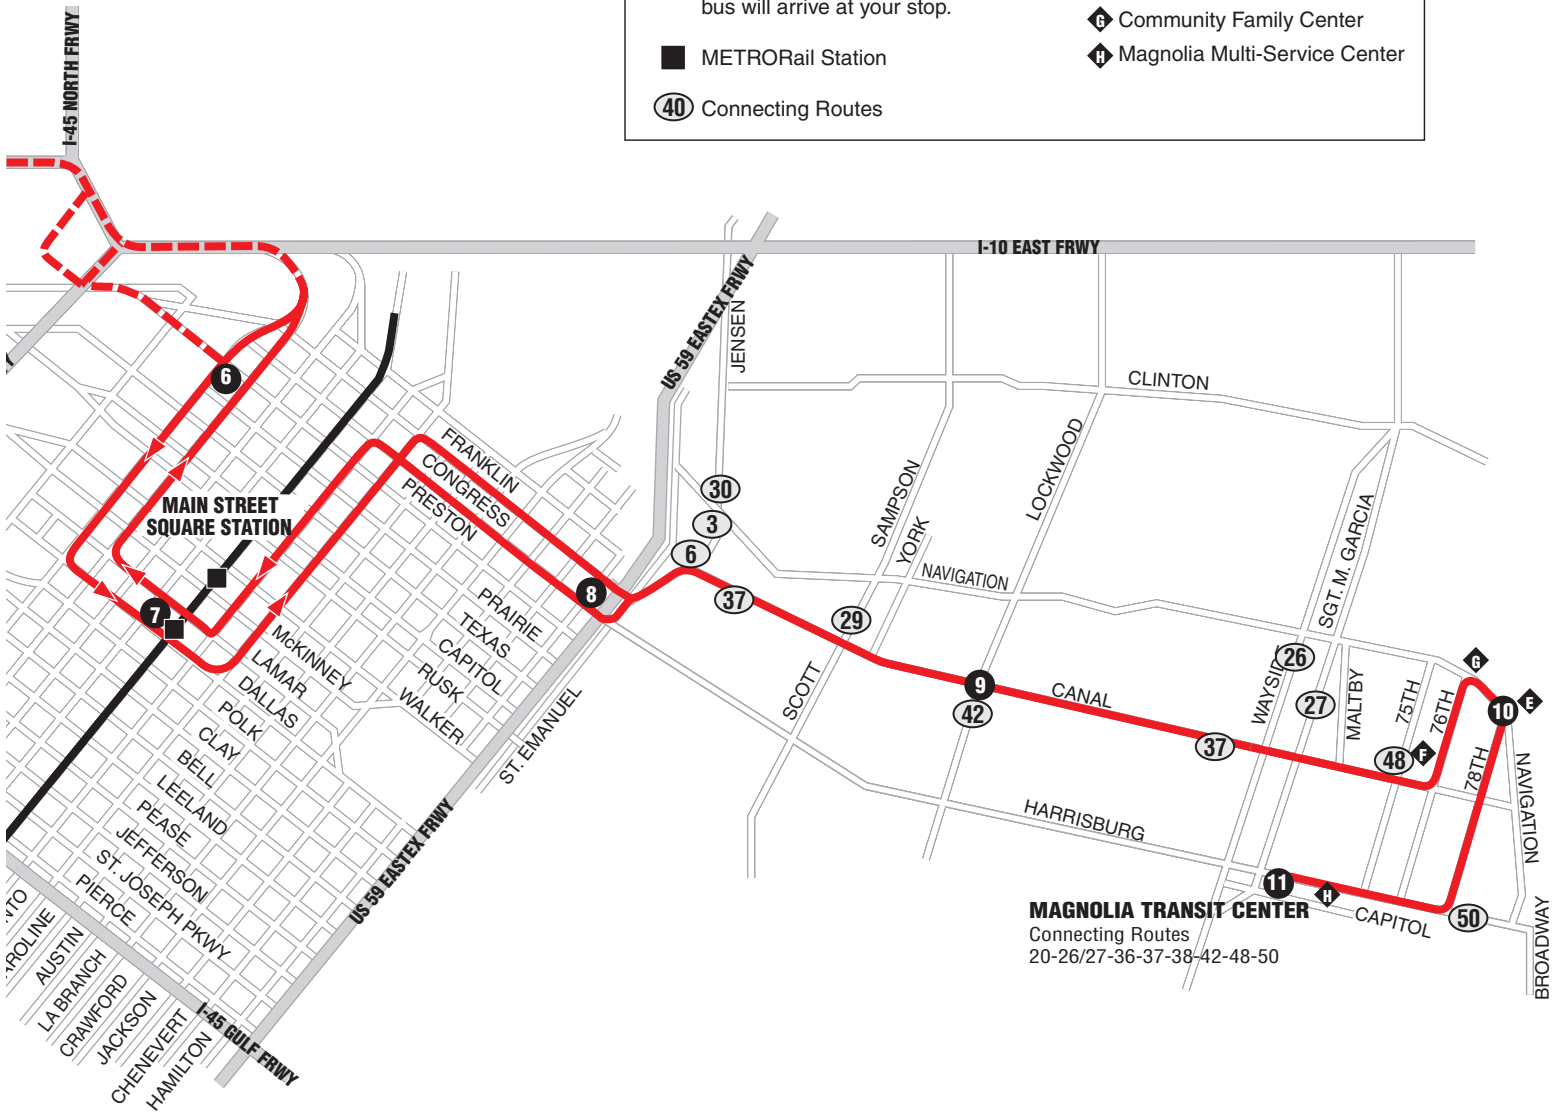 bus will arrive at your stop.
METRORail Station
40 Connecting Routes
G Community Family Center
H Magnolia Multi-Service Center
I-45 NORTH FRWY
I-10 EAST FRWY
US 59 EASTEX FRWY
JENSEN
CLINTON
6
FRANKLIN
CONGRESS
PRESTON
MAIN STREET
SQUARE STATION
30
3
6
37
SAMPSON
YORK
LOCKWOOD
NAVIGATION
SGT. M. GARCIA
7
8
29
PRAIRIE
TEXAS
CAPITOL
RUSK
WALKER
McKINNEY
LAMAR
DALLAS
POLK
CLAY
BELL
LEELAND
PEASE
JEFFERSON
ST. JOSEPH PKWY
PIERCE
ST. EMANUEL
SCOTT
9
42
CANAL
WAYSIDE
26
27
MALTBY
37
75TH
76TH
48
F
G
E
10
78TH
NAVIGATION
HARRISBURG
US 59 EASTEX FRWY
11
H
MAGNOLIA TRANSIT CENTER
Connecting Routes
20-26/27-36-37-38-42-48-50
CAPITOL
50
BROADWAY
NTO
AROLINE
AUSTIN
LA BRANCH
CRAWFORD
JACKSON
CHENEVERT
HAMILTON
I-45 GULF FRWY